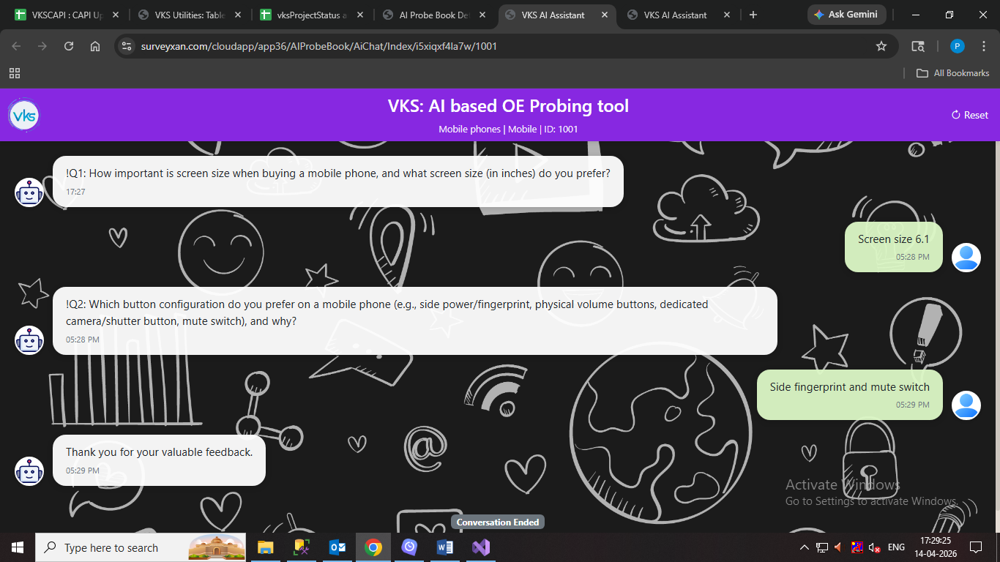 VKSCAPI : CAPI Up
VKS Utilities: Table
vksProjectStatus a
AI Probe Book De
VKS AI Assistant
VKS AI Assistant
Ask Gemini
surveyxan.com/cloudapp/app36/AIProbeBook/AiChat/Index/i5xiqxf4la7w/1001
P
All Bookmarks
vks
VKS: AI based OE Probing tool
Mobile phones | Mobile | ID: 1001
Reset
!Q1: How important is screen size when buying a mobile phone, and what screen size (in inches) do you prefer?
17:27
Screen size 6.1
05:28 PM
!Q2: Which button configuration do you prefer on a mobile phone (e.g., side power/fingerprint, physical volume buttons, dedicated
camera/shutter button, mute switch), and why?
05:28 PM
Side fingerprint and mute switch
05:29 PM
Thank you for your valuable feedback.
05:29 PM
Activate Windows
Go to Settings to activate Windows.
Conversation Ended
Type here to search
ENG
17:29:25
14-04-2026